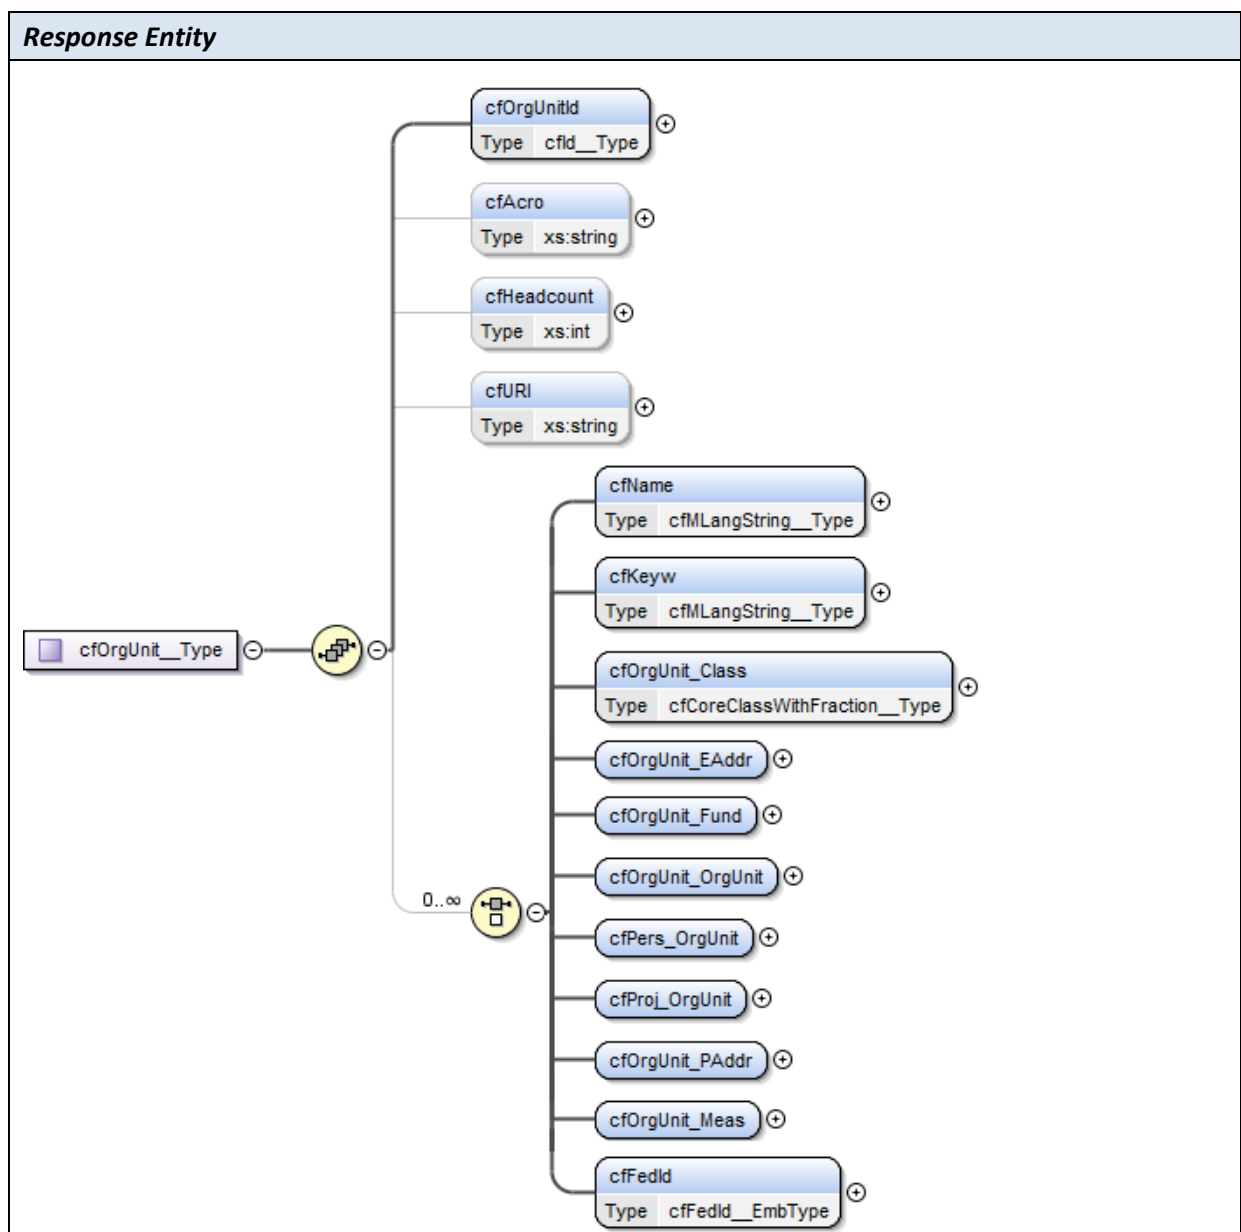 Response Entity
cfOrgUnitId
Type cfId__Type
cfAcro
Type xs:string
cfHeadcount
Type xs:int
cfURI
Type xs:string
cfName
Type cfMLangString__Type
cfKeyw
Type cfMLangString__Type
cfOrgUnit__Type
cfOrgUnit_Class
Type cfCoreClassWithFraction__Type
cfOrgUnit_EAddr
cfOrgUnit_Fund
cfOrgUnit_OrgUnit
0..∞
cfPers_OrgUnit
cfProj_OrgUnit
cfOrgUnit_PAddr
cfOrgUnit_Meas
cfFedId
Type cfFedId__EmbType